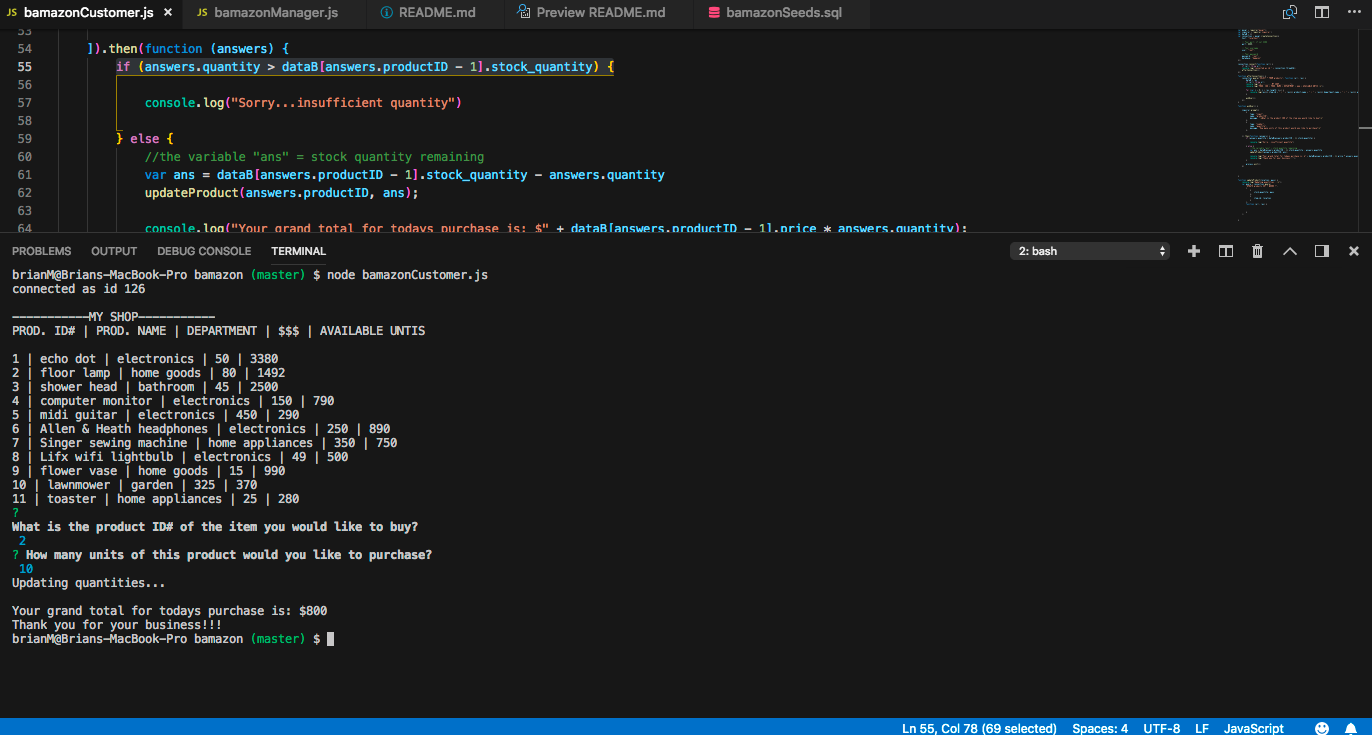 JS bamazonCustomer.js × JS bamazonManager.js README.md Preview README.md bamazonSeeds.sql
53
54 ]).then(function (answers) {
55 if (answers.quantity > dataB[answers.productID - 1].stock_quantity) {
56
57 console.log("Sorry...insufficient quantity")
58
59 } else {
60 //the variable "ans" = stock quantity remaining
61 var ans = dataB[answers.productID - 1].stock_quantity - answers.quantity
62 updateProduct(answers.productID, ans);
63
64 console.log("Your grand total for todays purchase is: $" + dataB[answers.productID - 1].price * answers.quantity);
PROBLEMS OUTPUT DEBUG CONSOLE TERMINAL 2: bash
brianM@Brians-MacBook-Pro bamazon (master) $ node bamazonCustomer.js
connected as id 126
-----------MY SHOP-----------
PROD. ID# | PROD. NAME | DEPARTMENT | $$$ | AVAILABLE UNTIS
1 | echo dot | electronics | 50 | 3380
2 | floor lamp | home goods | 80 | 1492
3 | shower head | bathroom | 45 | 2500
4 | computer monitor | electronics | 150 | 790
5 | midi guitar | electronics | 450 | 290
6 | Allen & Heath headphones | electronics | 250 | 890
7 | Singer sewing machine | home appliances | 350 | 750
8 | Lifx wifi lightbulb | electronics | 49 | 500
9 | flower vase | home goods | 15 | 990
10 | lawnmower | garden | 325 | 370
11 | toaster | home appliances | 25 | 280
?
What is the product ID# of the item you would like to buy?
2
? How many units of this product would you like to purchase?
10
Updating quantities...
Your grand total for todays purchase is: $800
Thank you for your business!!!
brianM@Brians-MacBook-Pro bamazon (master) $
Ln 55, Col 78 (69 selected) Spaces: 4 UTF-8 LF JavaScript